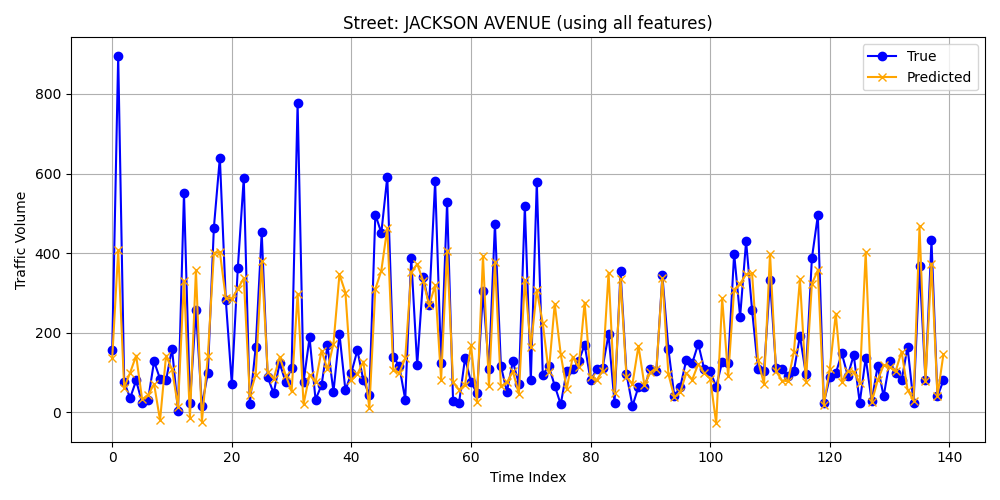 Street: JACKSON AVENUE (using all features)
True
Predicted
Traffic Volume
800
600
400
200
0
0 20 40 60 80 100 120 140
Time Index